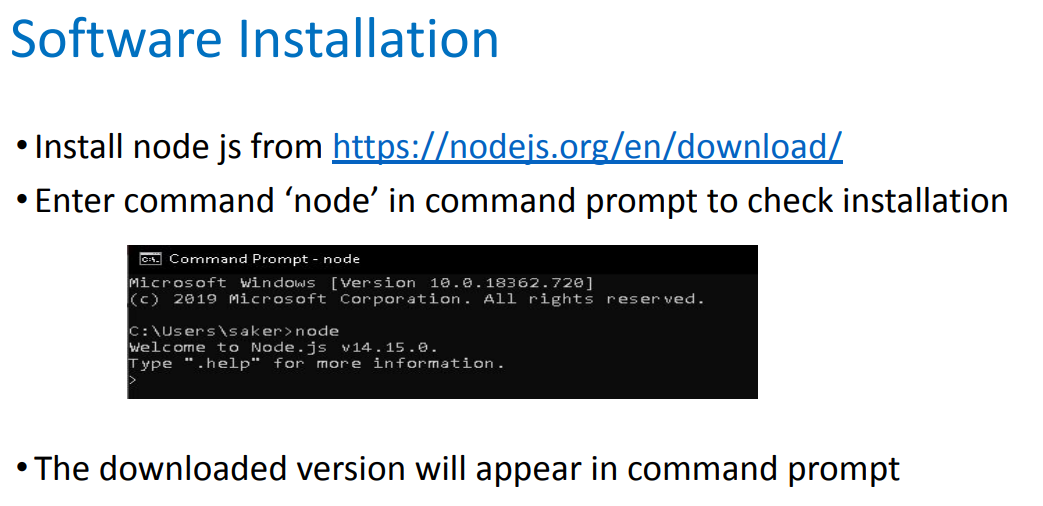 Software Installation
• Install node js from https://nodejs.org/en/download/
• Enter command ‘node’ in command prompt to check installation
C:\. Command Prompt - node
Microsoft Windows [Version 10.0.18362.720]
(c) 2019 Microsoft Corporation. All rights reserved.
C:\Users\saker>node
Welcome to Node.js v14.15.0.
Type ".help" for more information.
>
• The downloaded version will appear in command prompt